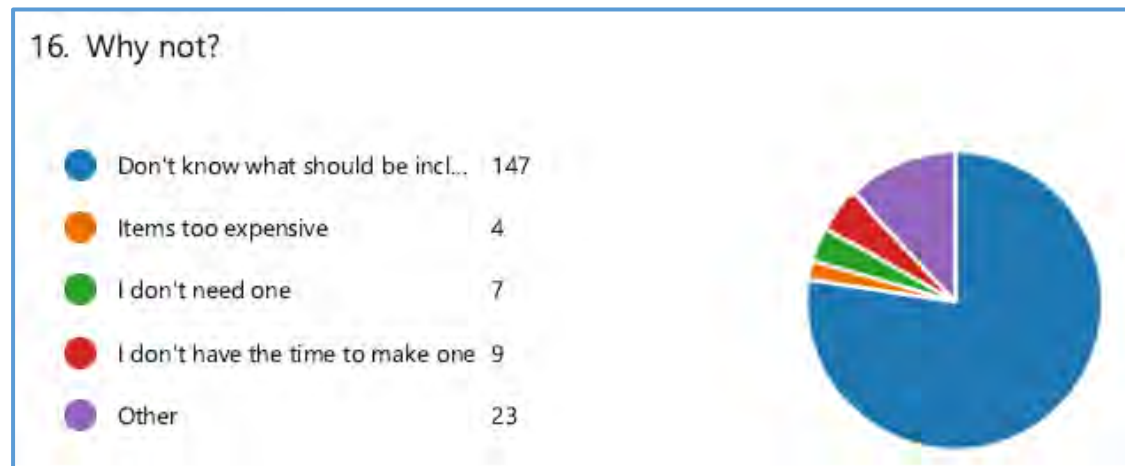 16. Why not?
Don't know what should be incl... 147
Items too expensive 4
I don't need one 7
I don't have the time to make one 9
Other 23